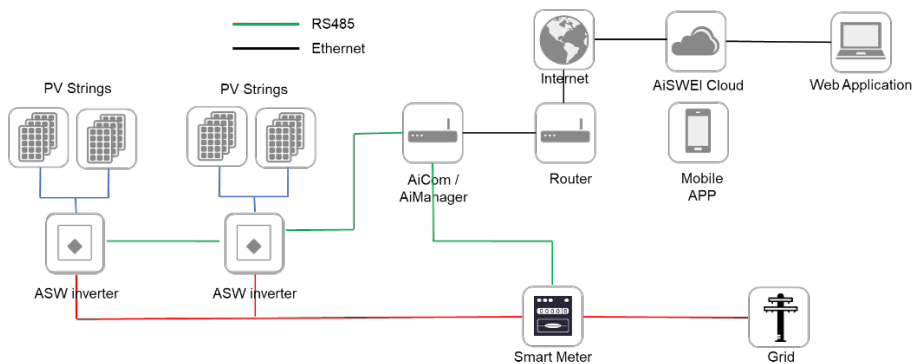 RS485
Ethernet
PV Strings
PV Strings
Internet
AiSWEI Cloud
Web Application
AiCom /
AiManager
Router
Mobile
APP
ASW inverter
ASW inverter
Smart Meter
Grid